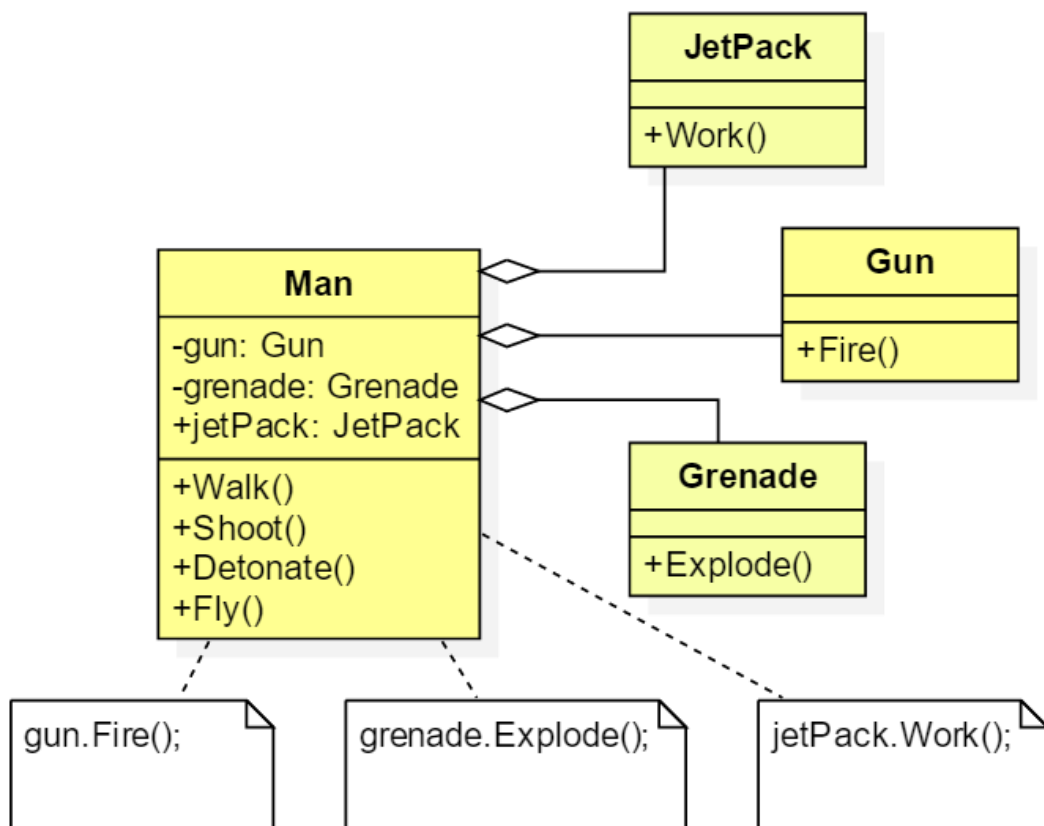 JetPack
+Work()
Man
-gun: Gun
-grenade: Grenade
+jetPack: JetPack
+Walk()
+Shoot()
+Detonate()
+Fly()
Gun
+Fire()
Grenade
+Explode()
gun.Fire();
grenade.Explode();
jetPack.Work();